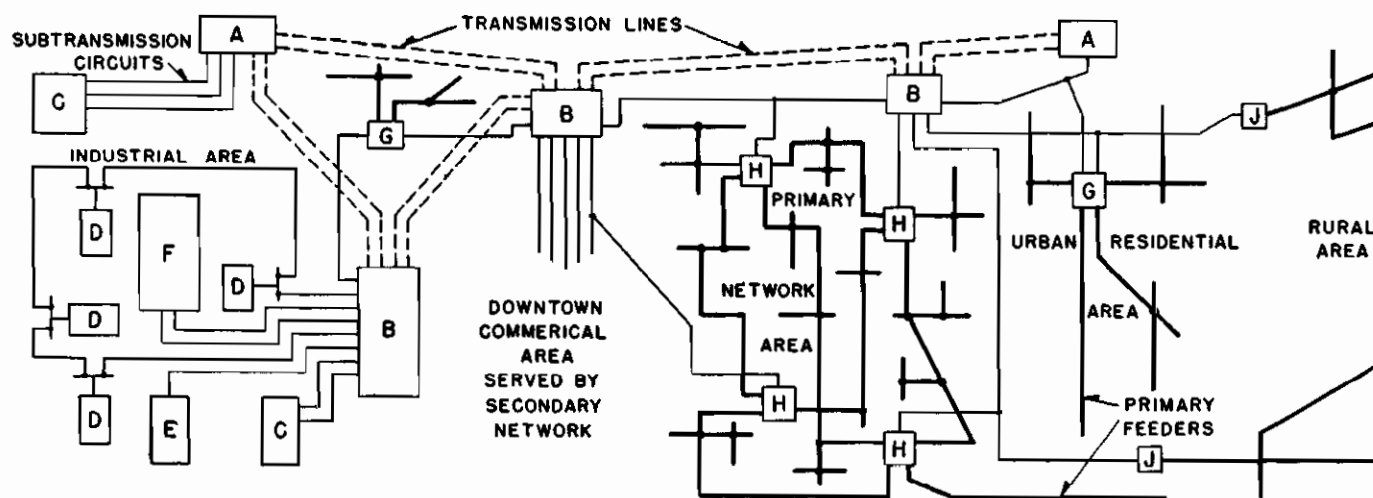 TRANSMISSION LINES
A
A
SUBTRANSMISSION
CIRCUITS
C
B
B
J
G
INDUSTRIAL AREA
H
G
PRIMARY
D
F
H
URBAN
RESIDENTIAL
RURAL
AREA
D
NETWORK
DOWNTOWN
COMMERICAL
AREA
SERVED BY
SECONDARY
NETWORK
AREA
AREA
D
B
H
D
E
C
PRIMARY
FEEDERS
H
J